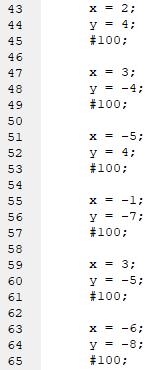 43 x = 2;
44 y = 4;
45 #100;
46
47 x = 3;
48 y = -4;
49 #100;
50
51 x = -5;
52 y = 4;
53 #100;
54
55 x = -1;
56 y = -7;
57 #100;
58
59 x = 3;
60 y = -5;
61 #100;
62
63 x = -6;
64 y = -8;
65 #100;